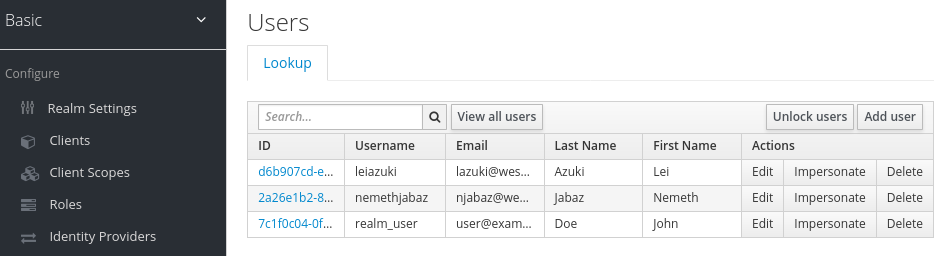 Basic
Configure
Realm Settings
Clients
Client Scopes
Roles
Identity Providers
Users
Lookup
Search... View all users Unlock users Add user
ID Username Email Last Name First Name Actions
d6b907cd-e... leiazuki lazuki@wes... Azuki Lei Edit Impersonate Delete
2a26e1b2-8... nemethjabaz njabaz@we... Jabaz Nemeth Edit Impersonate Delete
7c1f0c04-0f... realm_user user@exam... Doe John Edit Impersonate Delete